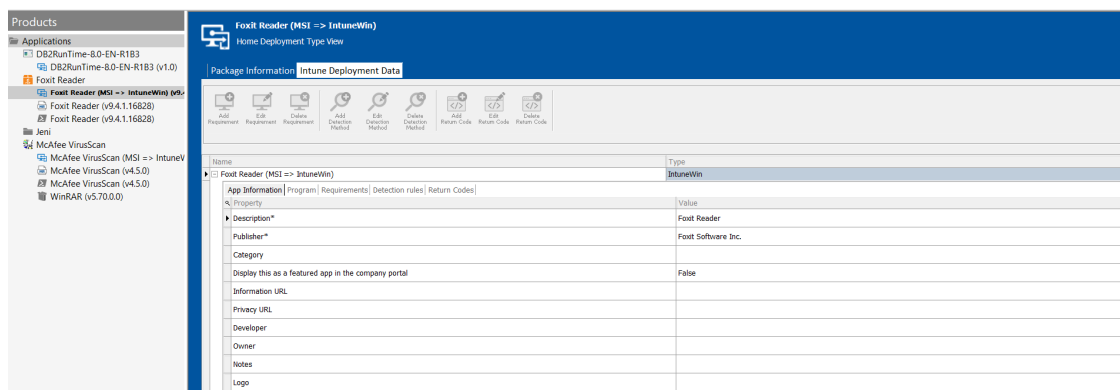 Products
Applications
DB2RunTime-8.0-EN-R1B3
DB2RunTime-8.0-EN-R1B3 (v1.0)
Foxit Reader
Foxit Reader (MSI => IntuneWin) (v9.
Foxit Reader (v9.4.1.16828)
Foxit Reader (v9.4.1.16828)
Jeni
McAfee VirusScan
McAfee VirusScan (MSI => IntuneV
McAfee VirusScan (v4.5.0)
McAfee VirusScan (v4.5.0)
WinRAR (v5.70.0.0)
Foxit Reader (MSI => IntuneWin)
Home Deployment Type View
Package Information Intune Deployment Data
Add Requirement
Edit Requirement
Delete Requirement
Add Detection Method
Edit Detection Method
Delete Detection Method
Add Return Code
Edit Return Code
Delete Return Code
Name Type
Foxit Reader (MSI => IntuneWin) IntuneWin
App Information Program Requirements Detection rules Return Codes
Property Value
Description* Foxit Reader
Publisher* Foxit Software Inc.
Category
Display this as a featured app in the company portal False
Information URL
Privacy URL
Developer
Owner
Notes
Logo